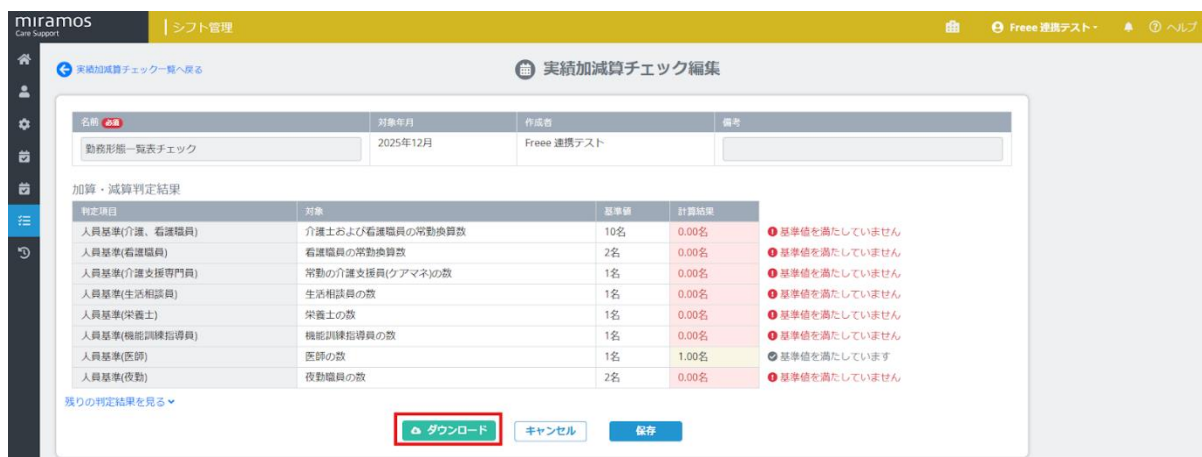 miramos
Care Support
シフト管理
Freee 連携テスト
ヘルプ
実績加減算チェック一覧へ戻る
実績加減算チェック編集
名前 必須 対象年月 作成者 備考
勤務形態一覧表チェック 2025年12月 Freee 連携テスト
加算・減算判定結果
判定項目 対象 基準値 計算結果
人員基準(介護、看護職員) 介護士および看護職員の常勤換算数 10名 0.00名 基準値を満たしていません
人員基準(看護職員) 看護職員の常勤換算数 2名 0.00名 基準値を満たしていません
人員基準(介護支援専門員) 常勤の介護支援員(ケアマネ)の数 1名 0.00名 基準値を満たしていません
人員基準(生活相談員) 生活相談員の数 1名 0.00名 基準値を満たしていません
人員基準(栄養士) 栄養士の数 1名 0.00名 基準値を満たしていません
人員基準(機能訓練指導員) 機能訓練指導員の数 1名 0.00名 基準値を満たしていません
人員基準(医師) 医師の数 1名 1.00名 基準値を満たしています
人員基準(夜勤) 夜勤職員の数 2名 0.00名 基準値を満たしていません
残りの判定結果を見る
ダウンロード キャンセル 保存